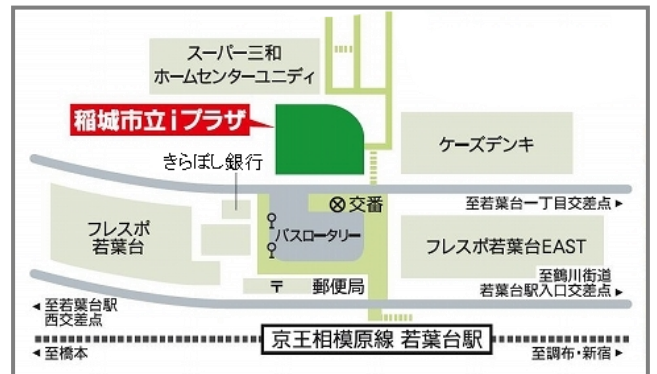 スーパー三和
ホームセンターユニディ
稲城市立iプラザ
ケーズデンキ
きらぼし銀行
交番
至若葉台一丁目交差点▶
フレスポ
若葉台
バスロータリー
フレスポ若葉台EAST
至鶴川街道
若葉台駅入口交差点▶
〒 郵便局
◀至若葉台駅
西交差点
京王相模原線 若葉台駅
◀至橋本
至調布・新宿▶